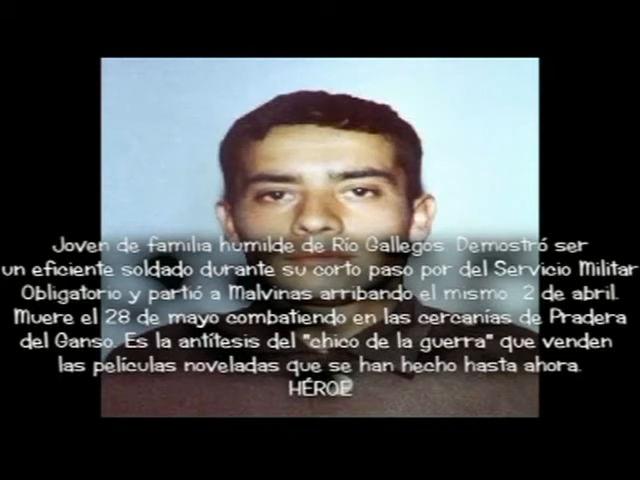 Joven de familia humilde de Río Gallegos Demostró ser
un eficiente soldado durante su corto paso por del Servicio Militar
Obligatorio y partió a Malvinas arribando el mismo 2 de abril.
Muere el 28 de mayo combatiendo en las cercanías de Pradera
del Ganso. Es la antítesis del "chico de la guerra" que venden
las películas noveladas que se han hecho hasta ahora.
HÉROE